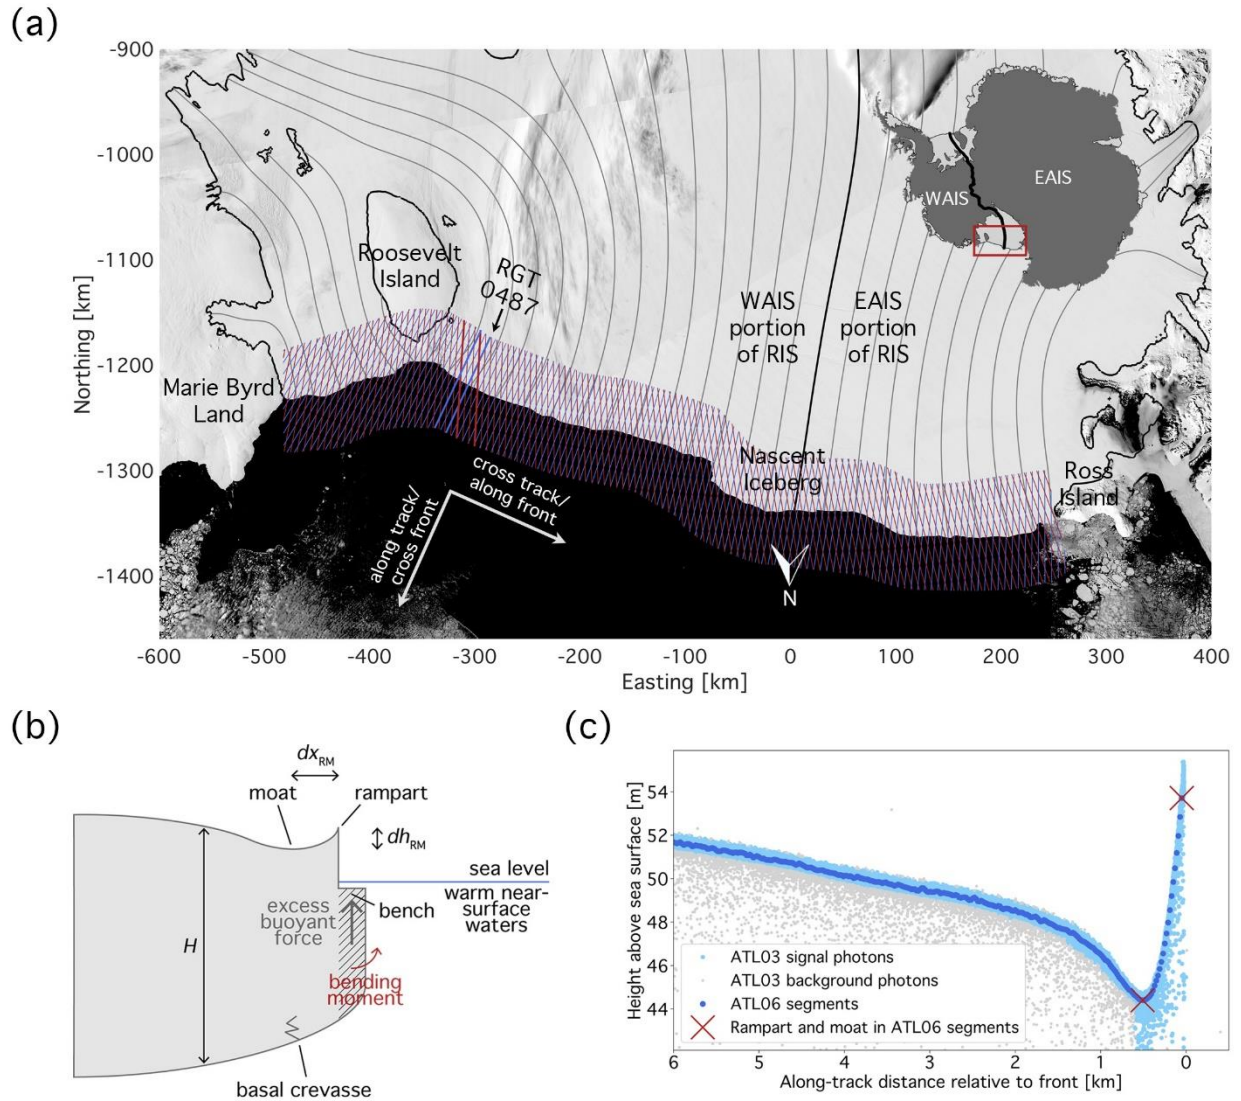 (a)
-900
-1000
-1100
-1200
-1300
-1400
Northing [km]
WAIS
EAIS
Roosevelt
Island
RGT
0487
WAIS
portion
of RIS
EAIS
portion
of RIS
Marie Byrd
Land
Nascent
Iceberg
Ross
Island
cross track/
along front
along track/
cross front
N
-600
-500
-400
-300
-200
-100
0
100
200
300
400
Easting [km]
(b)
dxRM
moat
rampart
dhRM
sea level
warm near-
surface
waters
bench
excess
buoyant
force
H
bending
moment
basal crevasse
(c)
Height above sea surface [m]
54
52
50
48
46
44
ATL03 signal photons
ATL03 background photons
ATL06 segments
Rampart and moat in ATL06 segments
6
5
4
3
2
1
0
Along-track distance relative to front [km]